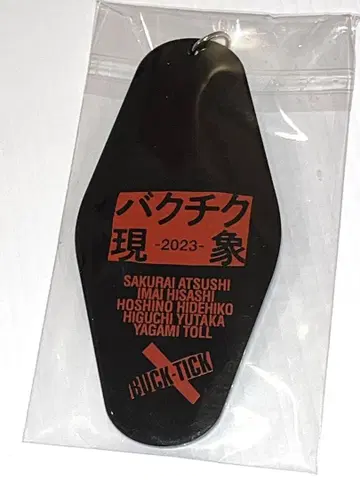 バクチク
現 -2023- 象
SAKURAI ATSUSHI
IMAI HISASHI
HOSHINO HIDEHIKO
HIGUCHI YUTAKA
YAGAMI TOLL
BUCK-TICK